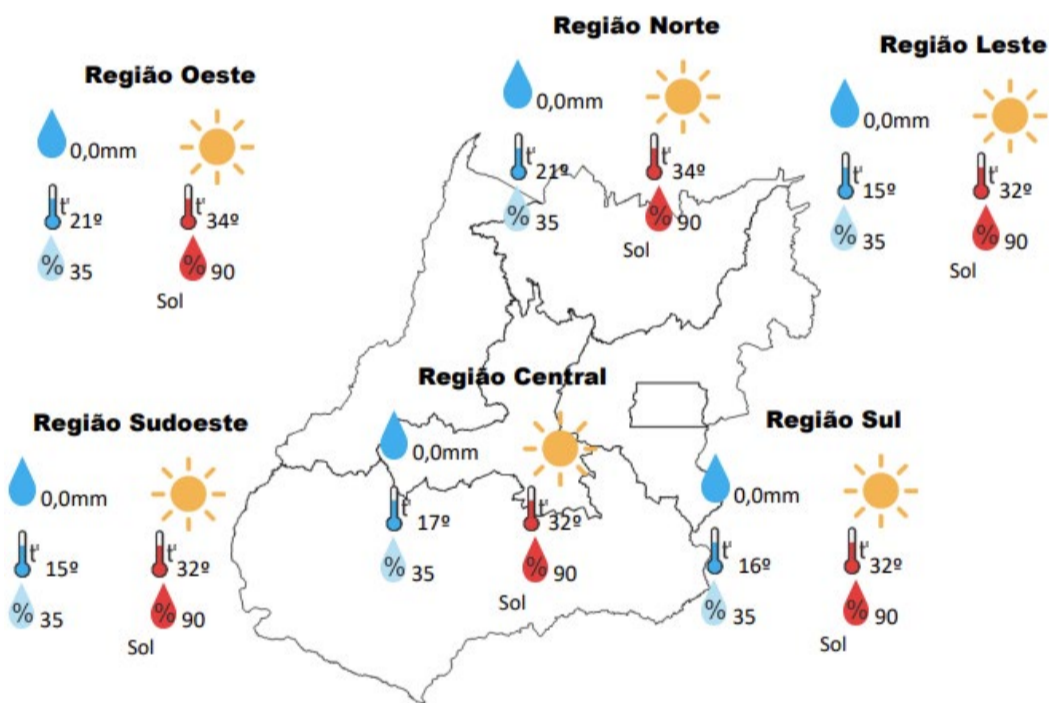 Região Norte
0,0mm
t'
21º
t'
34º
%
35
%
90
Sol
Região Leste
0,0mm
t'
15º
t'
32º
%
35
%
90
Sol
Região Oeste
0,0mm
t'
21º
t'
34º
%
35
%
90
Sol
Região Central
0,0mm
t'
17º
t'
32º
%
35
%
90
Sol
Região Sudoeste
0,0mm
t'
15º
t'
32º
%
35
%
90
Sol
Região Sul
0,0mm
t'
16º
t'
32º
%
35
%
90
Sol